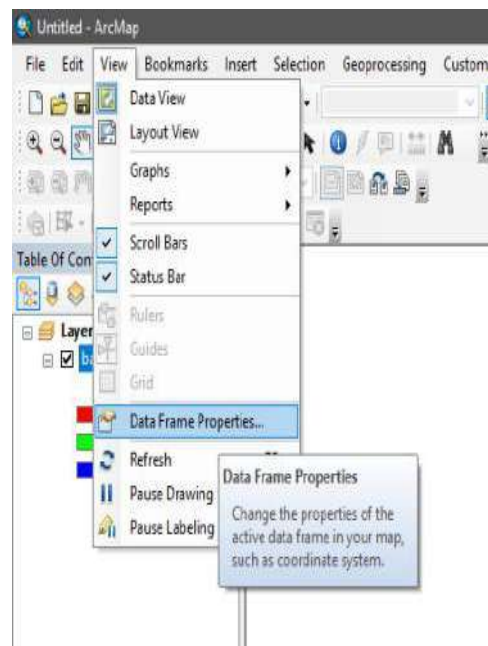 Untitled - ArcMap
File Edit View Bookmarks Insert Selection Geoprocessing Custom
Data View
Layout View
Graphs
Reports
Scroll Bars
Status Bar
Table Of Con
Rulers
Layer
Guides
ba
Grid
Data Frame Properties...
Refresh
Pause Drawing
Pause Labeling
Data Frame Properties
Change the properties of the
active data frame in your map,
such as coordinate system.